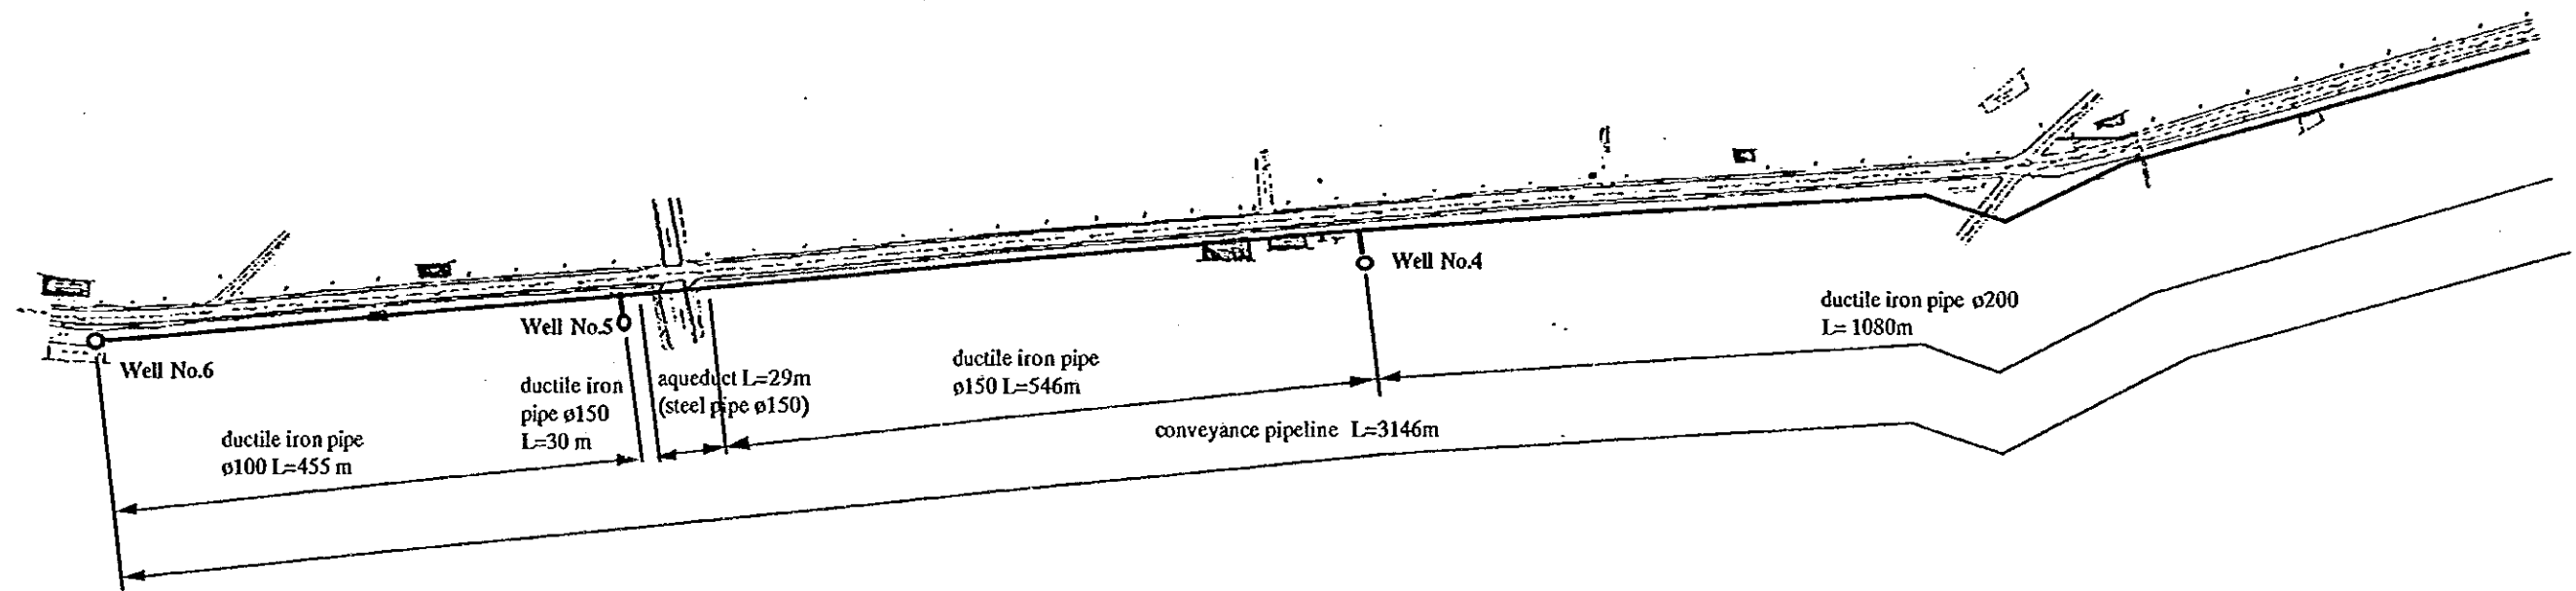 Well No.6
Well No.5
Well No.4
ductile iron pipe
ø100 L=455 m
ductile iron
pipe ø150
L=30 m
aqueduct L=29m
(steel pipe ø150)
ductile iron pipe
ø150 L=546m
ductile iron pipe ø200
L= 1080m
conveyance pipeline L=3146m